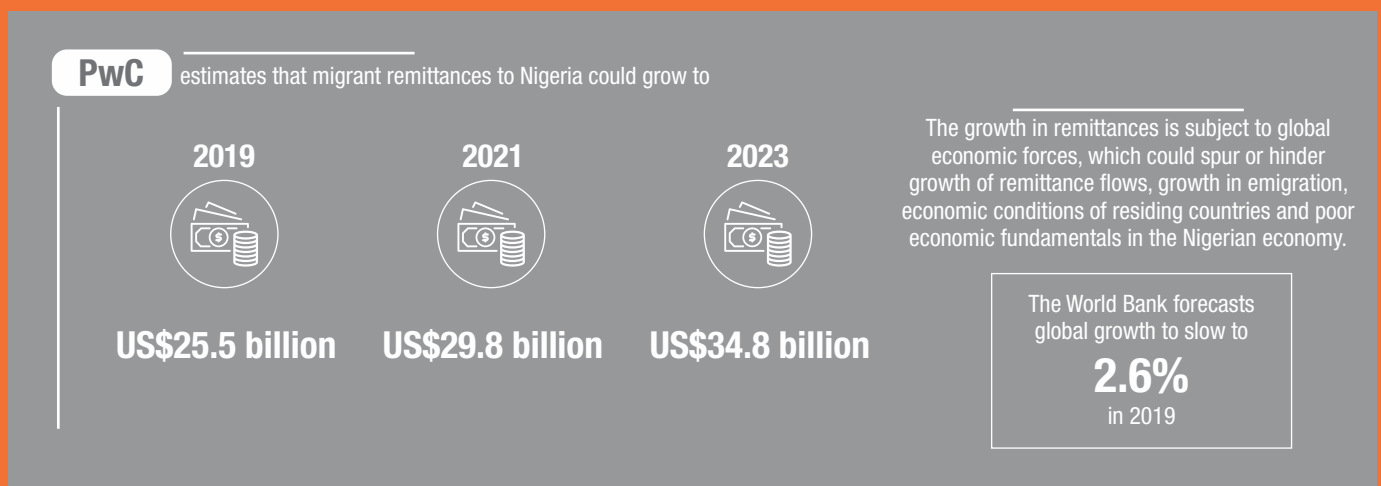 PwC estimates that migrant remittances to Nigeria could grow to
2019
US$25.5 billion
2021
US$29.8 billion
2023
US$34.8 billion
The growth in remittances is subject to global
economic forces, which could spur or hinder
growth of remittance flows, growth in emigration,
economic conditions of residing countries and poor
economic fundamentals in the Nigerian economy.
The World Bank forecasts
global growth to slow to
2.6%
in 2019